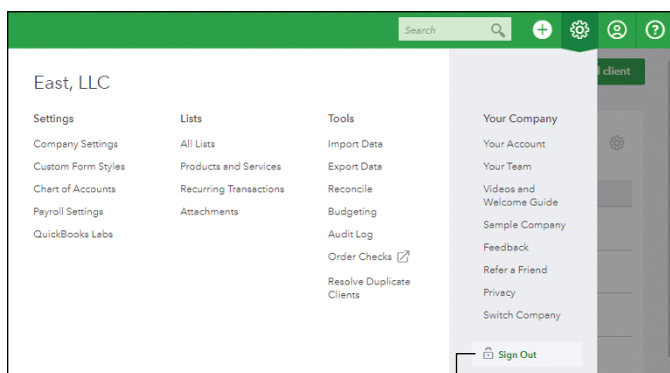 Search
l client
East, LLC
Settings
Company Settings
Custom Form Styles
Chart of Accounts
Payroll Settings
QuickBooks Labs
Lists
All Lists
Products and Services
Recurring Transactions
Attachments
Tools
Import Data
Export Data
Reconcile
Budgeting
Audit Log
Order Checks
Resolve Duplicate
Clients
Your Company
Your Account
Your Team
Videos and
Welcome Guide
Sample Company
Feedback
Refer a Friend
Privacy
Switch Company
Sign Out